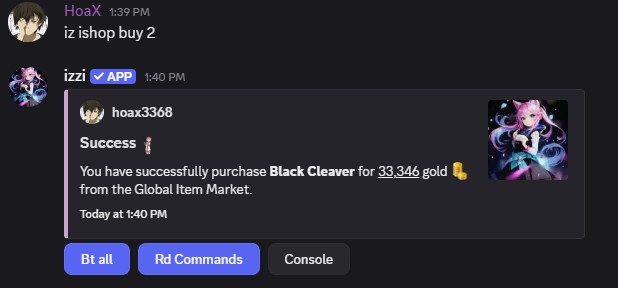 HoaX 1:39 PM
iz ishop buy 2
izzi ✓ APP 1:40 PM
hoax3368
Success
You have successfully purchase Black Cleaver for 33,346 gold
from the Global Item Market.
Today at 1:40 PM
Bt all Rd Commands Console